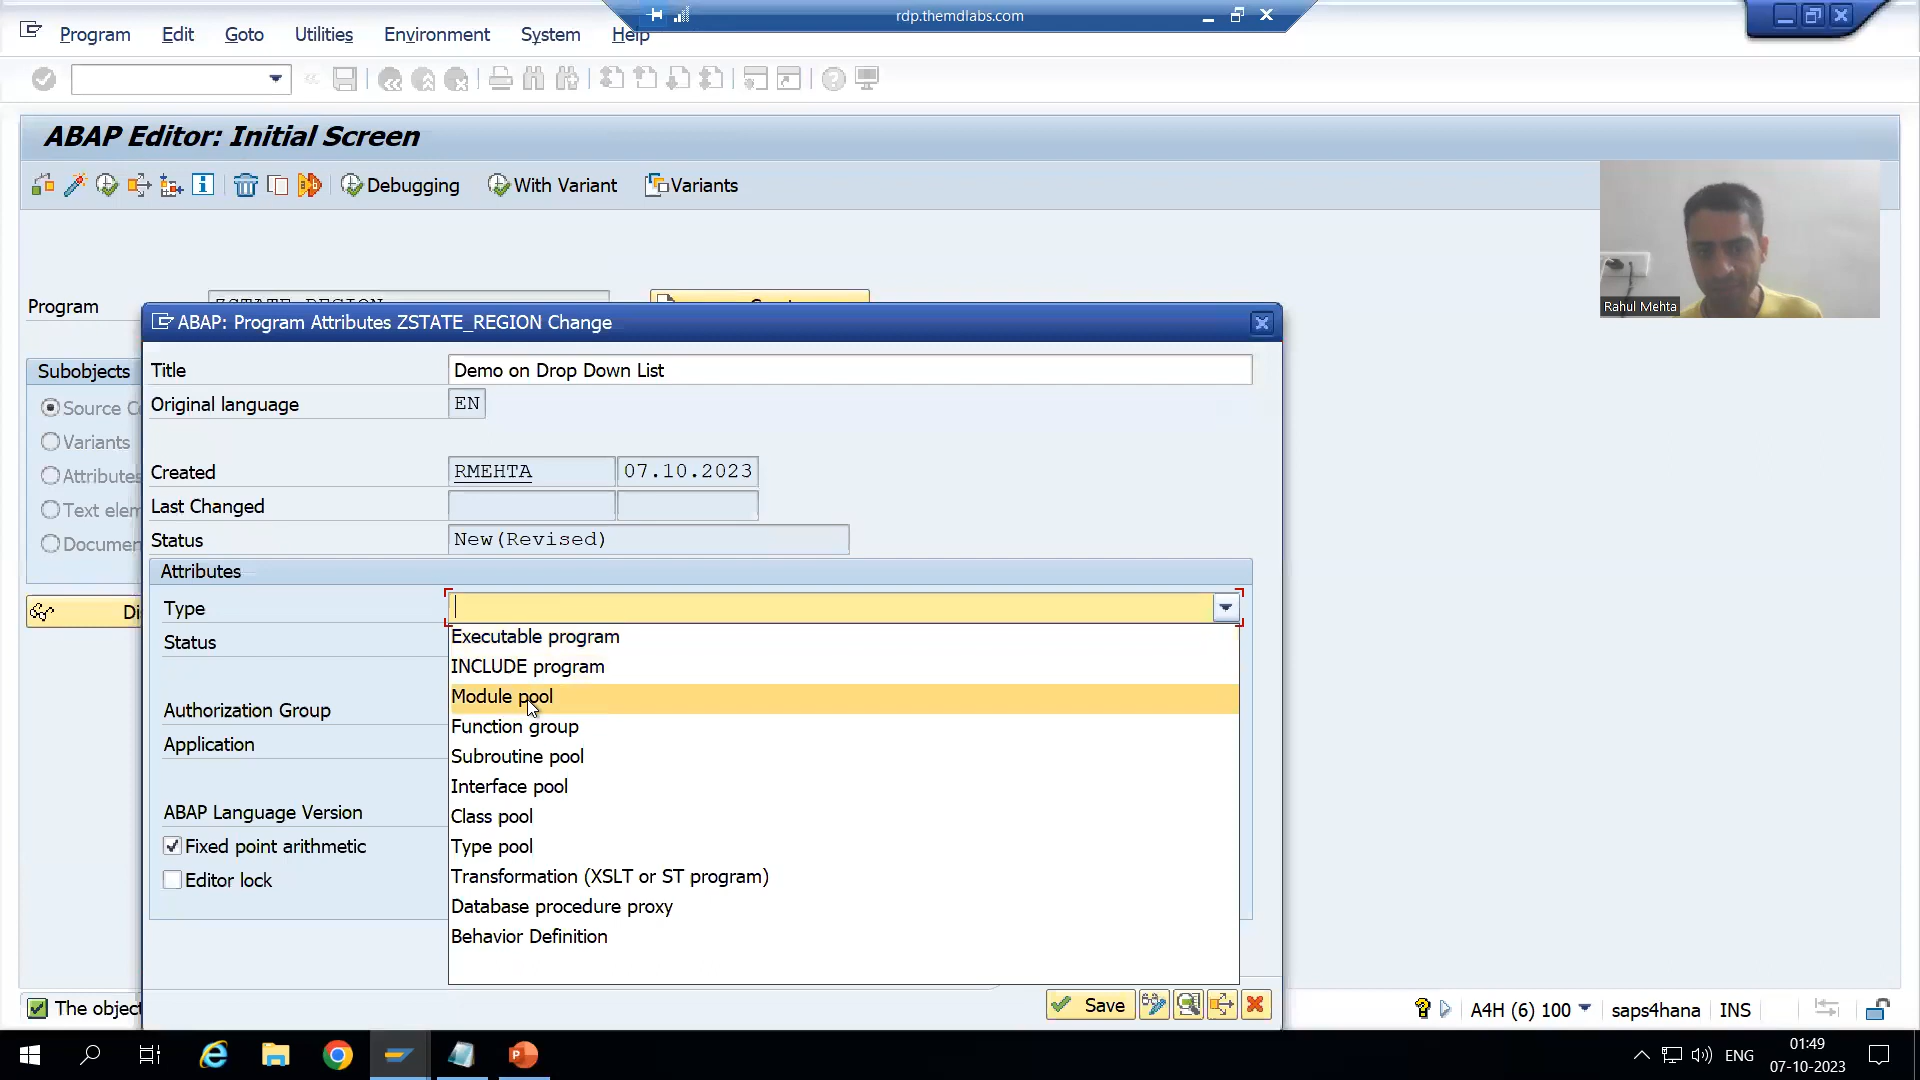 rdp.themdlabs.com
Program Edit Goto Utilities Environment System Help
ABAP Editor: Initial Screen
Debugging With Variant Variants
Program
ABAP: Program Attributes ZSTATE_REGION Change
Title Demo on Drop Down List
Subobjects
Original language EN
Source C
Variants
Created RMEHTA 07.10.2023
Attributes
Last Changed
Text elem
Status New(Revised)
Documen
Attributes
Type
Di
Status
Executable program
INCLUDE program
Module pool
Authorization Group
Function group
Application
Subroutine pool
Interface pool
ABAP Language Version
Class pool
Fixed point arithmetic
Type pool
Editor lock
Transformation (XSLT or ST program)
Database procedure proxy
Behavior Definition
Save
The object
A4H (6) 100 saps4hana INS
Rahul Mehta
ENG
01:49
07-10-2023